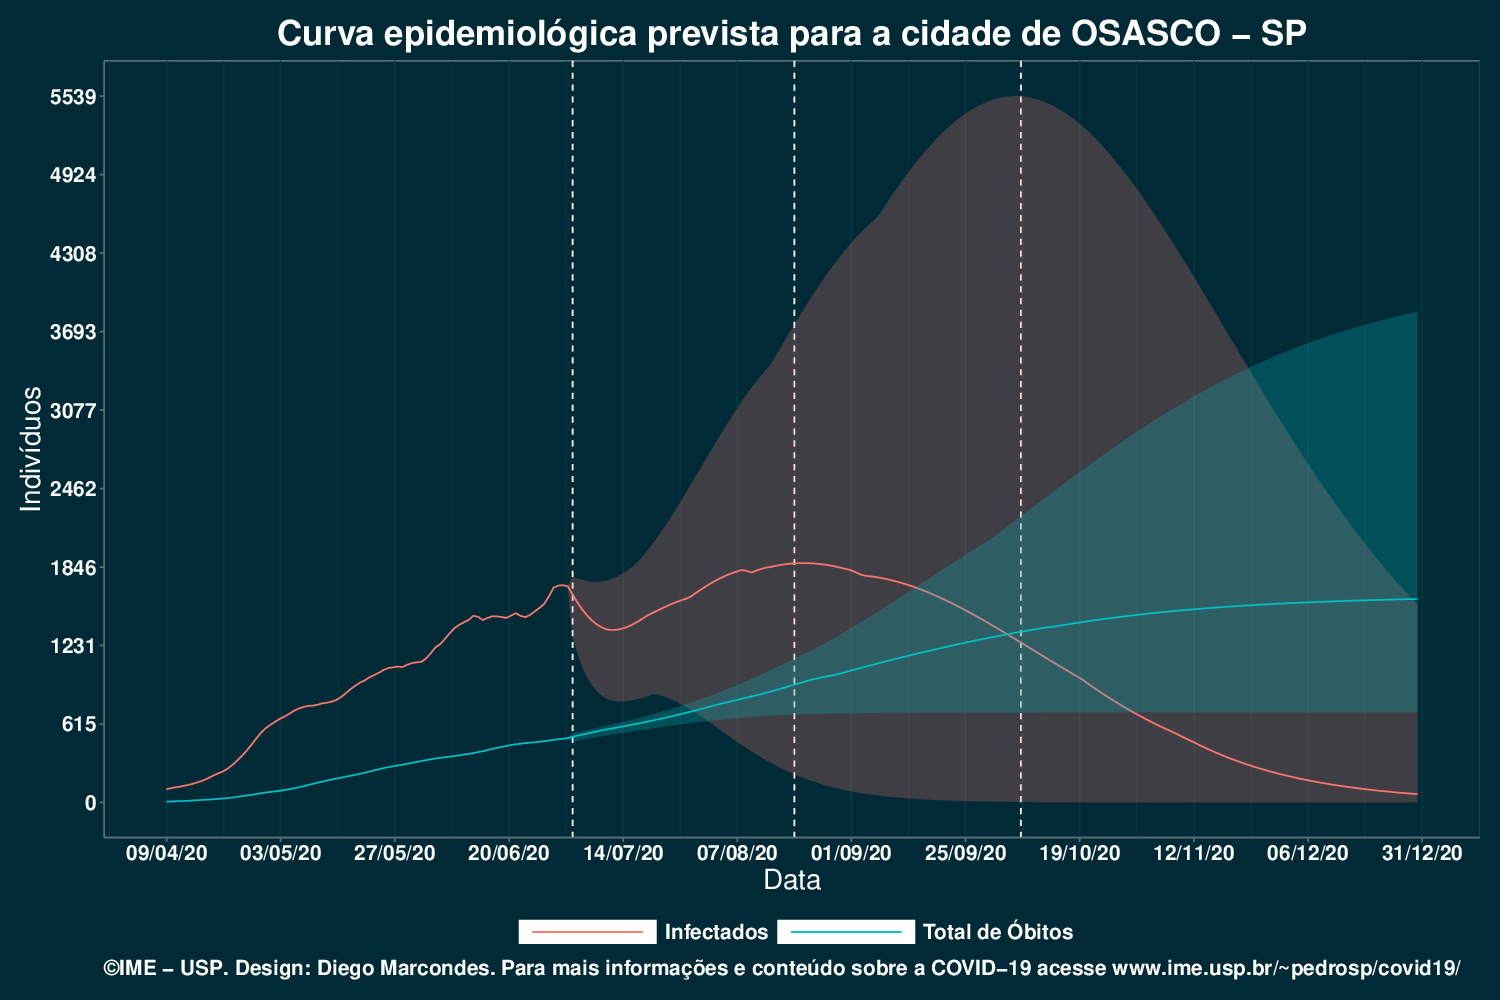 Curva epidemiológica prevista para a cidade de OSASCO – SP
Indivíduos
5539
4924
4308
3693
3077
2462
1846
1231
615
0
09/04/20 03/05/20 27/05/20 20/06/20 14/07/20 07/08/20 01/09/20 25/09/20 19/10/20 12/11/20 06/12/20 31/12/20
Data
Infectados Total de Óbitos
©IME – USP. Design: Diego Marcondes. Para mais informações e conteúdo sobre a COVID–19 acesse www.ime.usp.br/~pedrosp/covid19/